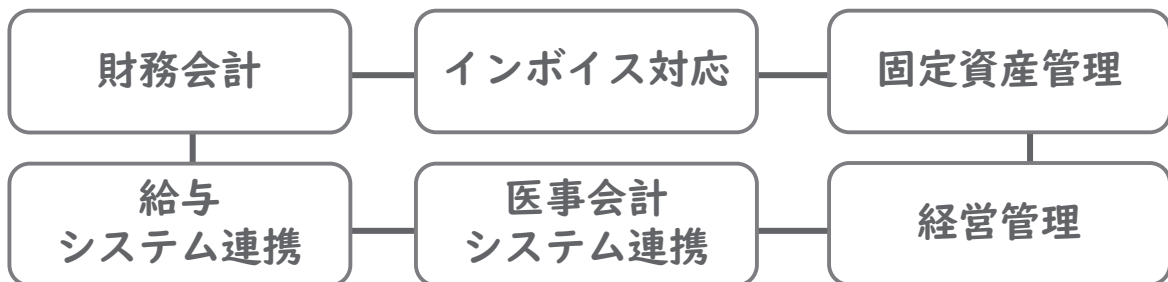 財務会計
インボイス対応
固定資産管理
給与
システム連携
医事会計
システム連携
経営管理